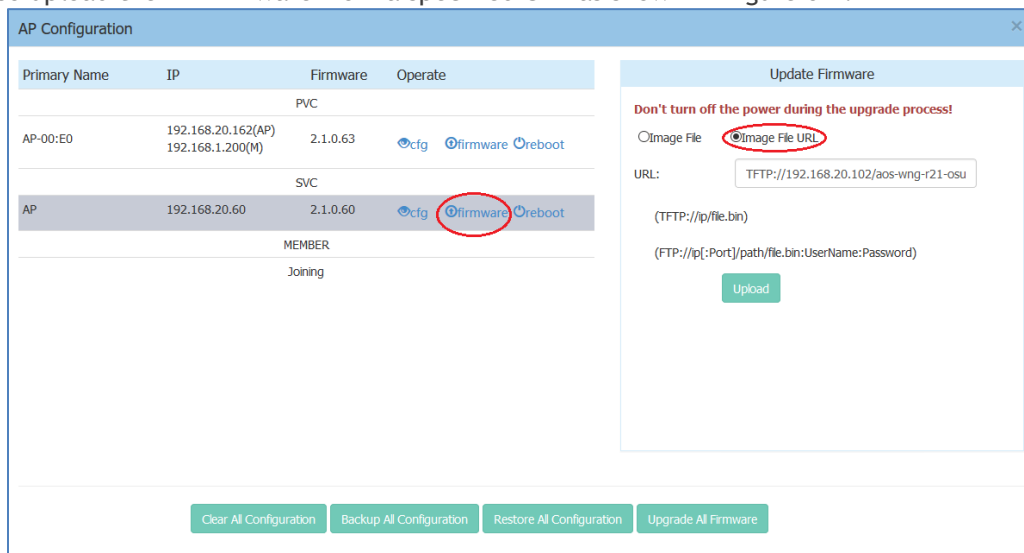 AP Configuration
Primary Name IP Firmware Operate
PVC
AP-00:E0 192.168.20.162(AP) 2.1.0.63 cfg firmware reboot
192.168.1.200(M)
SVC
AP 192.168.20.60 2.1.0.60 cfg firmware reboot
MEMBER
Joining
Update Firmware
Don't turn off the power during the upgrade process!
Image File Image File URL
URL: TFTP://192.168.20.102/aos-wng-r21-osu
(TFTP://ip/file.bin)
(FTP://ip[:Port]/path/file.bin:UserName:Password)
Upload
Clear All Configuration Backup All Configuration Restore All Configuration Upgrade All Firmware